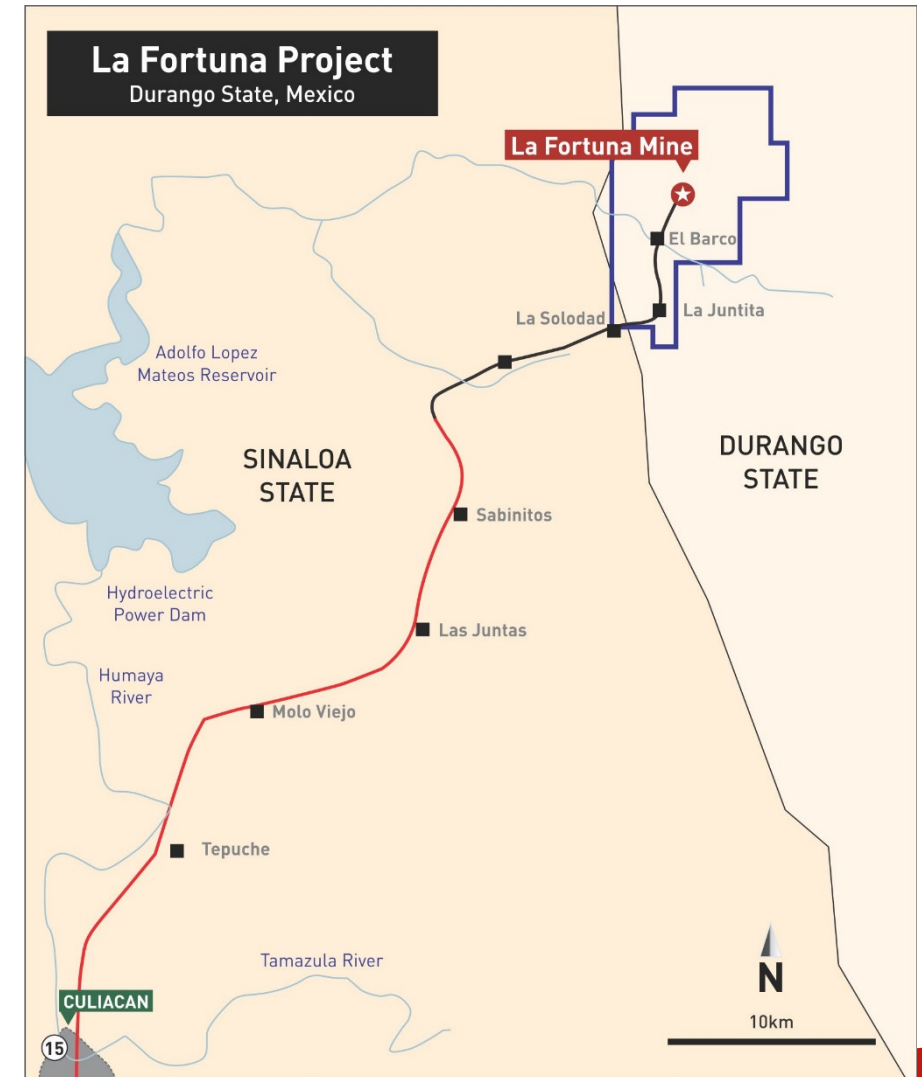 La Fortuna Project
Durango State, Mexico
La Fortuna Mine
El Barco
La Juntita
La Solodad
Adolfo Lopez
Mateos Reservoir
SINALOA
STATE
DURANGO
STATE
Sabinitos
Hydroelectric
Power Dam
Las Juntas
Humaya
River
Molo Viejo
Tepuche
Tamazula River
N
CULIACAN
10km
15